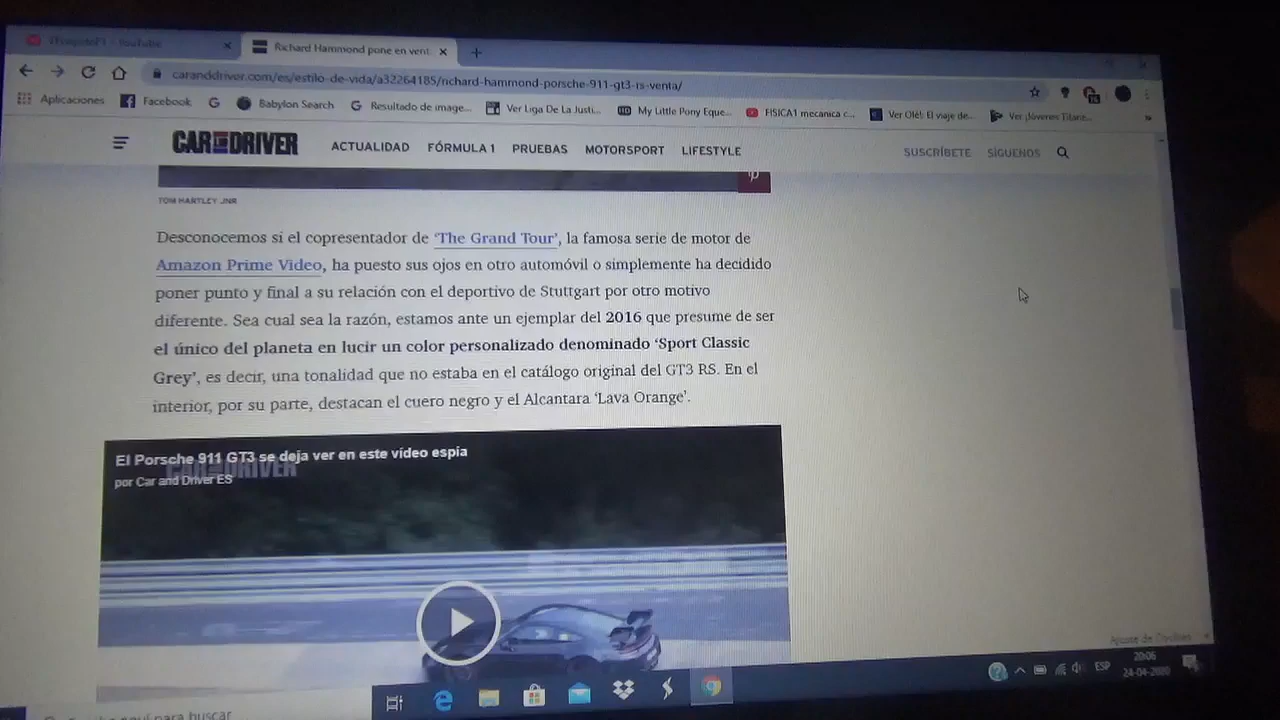 YouTube
Richard Hammond pone en vent
caranddriver.com/es/estilo-de-vida/a32264185/richard-hammond-porsche-911-gt3-rs-venta/
Aplicaciones Facebook Babylon Search Resultado de image... Ver Liga De La Justi... My Little Pony Eque... FISICA1 mecanica c... Ver Olé! El viaje de... Ver ¡Jóvenes Titane... »
CAR AND DRIVER ACTUALIDAD FÓRMULA 1 PRUEBAS MOTORSPORT LIFESTYLE SUSCRÍBETE SÍGUENOS
TOM HARTLEY JNR
Desconocemos si el copresentador de ‘The Grand Tour’, la famosa serie de motor de
Amazon Prime Video, ha puesto sus ojos en otro automóvil o simplemente ha decidido
poner punto y final a su relación con el deportivo de Stuttgart por otro motivo
diferente. Sea cual sea la razón, estamos ante un ejemplar del 2016 que presume de ser
el único del planeta en lucir un color personalizado denominado ‘Sport Classic
Grey’, es decir, una tonalidad que no estaba en el catálogo original del GT3 RS. En el
interior, por su parte, destacan el cuero negro y el Alcantara ‘Lava Orange’.
El Porsche 911 GT3 se deja ver en este vídeo espía
CAR AND DRIVER
por Car and Driver ES
Ajuste de Cookies
aquí para buscar
ESP
20:06
24-04-2020